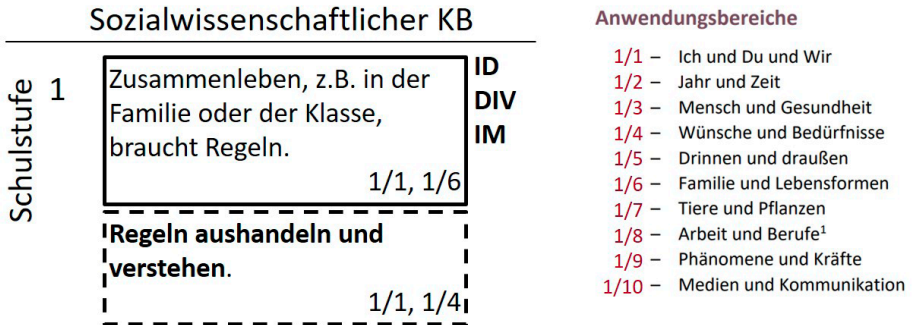 Sozialwissenschaftlicher KB
Schulstufe
1
Zusammenleben, z.B. in der
Familie oder der Klasse,
braucht Regeln.
1/1, 1/6
ID
DIV
IM
Regeln aushandeln und
verstehen.
1/1, 1/4
Anwendungsbereiche
1/1 – Ich und Du und Wir
1/2 – Jahr und Zeit
1/3 – Mensch und Gesundheit
1/4 – Wünsche und Bedürfnisse
1/5 – Drinnen und draußen
1/6 – Familie und Lebensformen
1/7 – Tiere und Pflanzen
1/8 – Arbeit und Berufe¹
1/9 – Phänomene und Kräfte
1/10 – Medien und Kommunikation